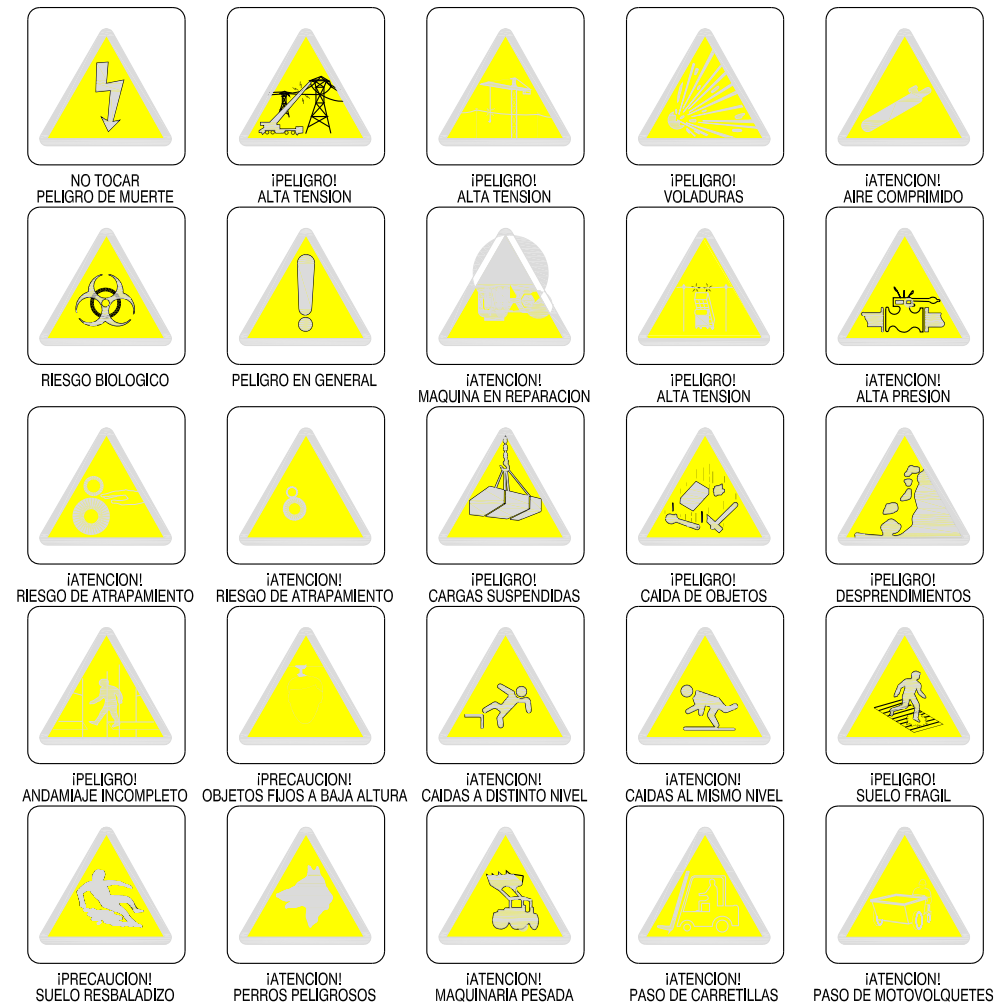 NO TOCAR
PELIGRO DE MUERTE
¡PELIGRO!
ALTA TENSION
¡PELIGRO!
ALTA TENSION
¡PELIGRO!
VOLADURAS
¡ATENCION!
AIRE COMPRIMIDO
RIESGO BIOLOGICO
PELIGRO EN GENERAL
¡ATENCION!
MAQUINA EN REPARACION
¡PELIGRO!
ALTA TENSION
¡ATENCION!
ALTA PRESION
¡ATENCION!
RIESGO DE ATRAPAMIENTO
¡ATENCION!
RIESGO DE ATRAPAMIENTO
¡PELIGRO!
CARGAS SUSPENDIDAS
¡PELIGRO!
CAIDA DE OBJETOS
¡PELIGRO!
DESPRENDIMIENTOS
¡PELIGRO!
ANDAMIAJE INCOMPLETO
¡PRECAUCION!
OBJETOS FIJOS A BAJA ALTURA
¡ATENCION!
CAIDAS A DISTINTO NIVEL
¡ATENCION!
CAIDAS AL MISMO NIVEL
¡PELIGRO!
SUELO FRAGIL
¡PRECAUCION!
SUELO RESBALADIZO
¡ATENCION!
PERROS PELIGROSOS
¡ATENCION!
MAQUINARIA PESADA
¡ATENCION!
PASO DE CARRETILLAS
¡ATENCION!
PASO DE MOTOVOLQUETES